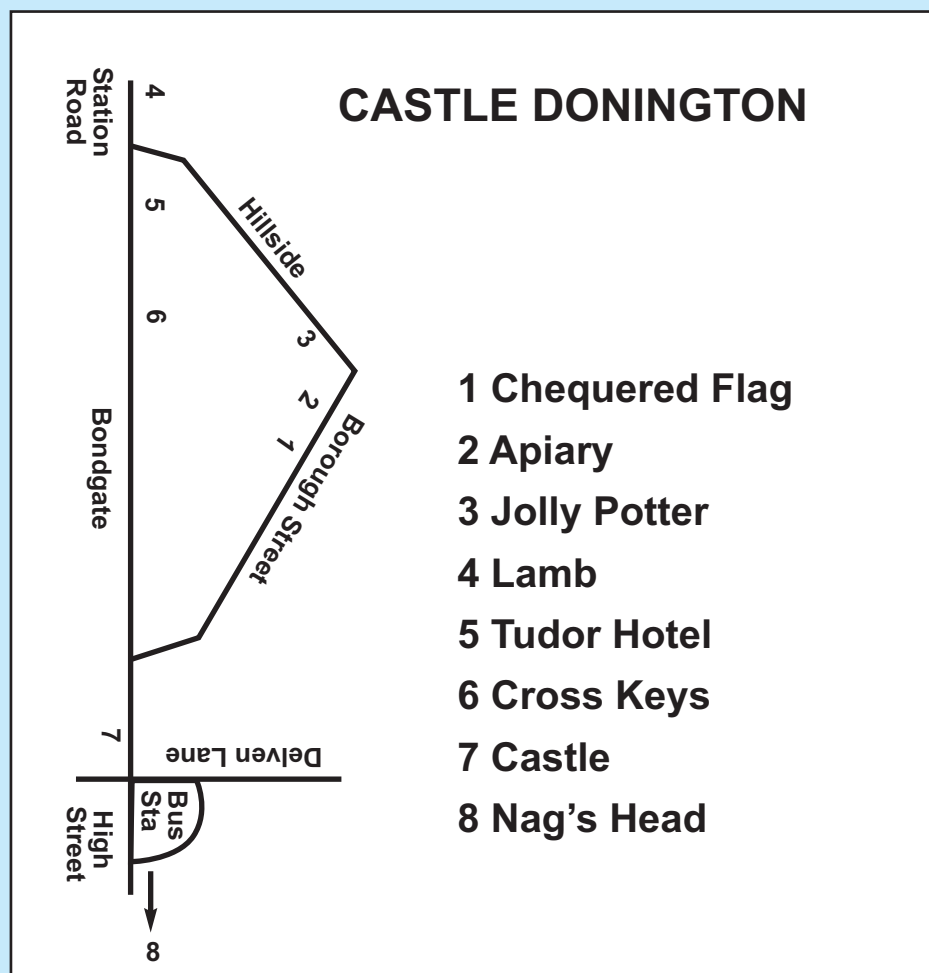 CASTLE DONINGTON
Station
Road
4
5
Hillside
6
3
2
1
Borough Street
Bondgate
7
Delven Lane
Bus
Sta
High
Street
8
1 Chequered Flag
2 Apiary
3 Jolly Potter
4 Lamb
5 Tudor Hotel
6 Cross Keys
7 Castle
8 Nag’s Head